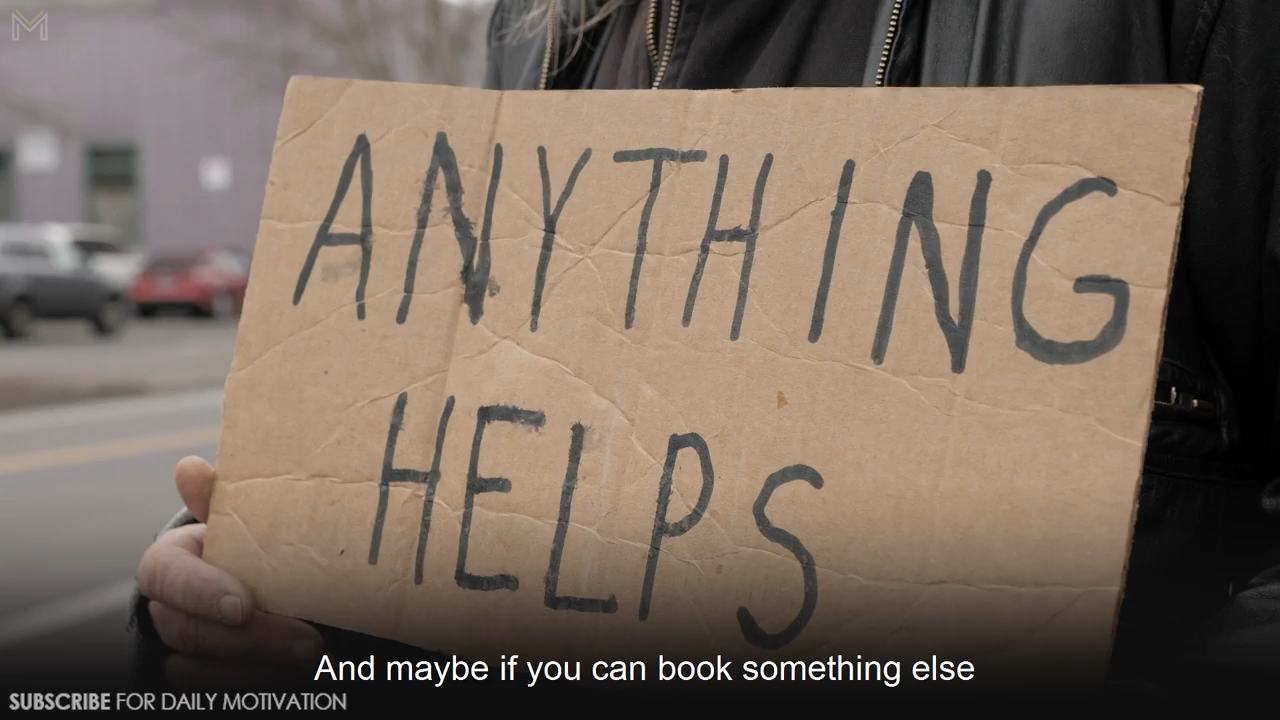 M
ANYTHING
HELPS
And maybe if you can book something else
SUBSCRIBE FOR DAILY MOTIVATION